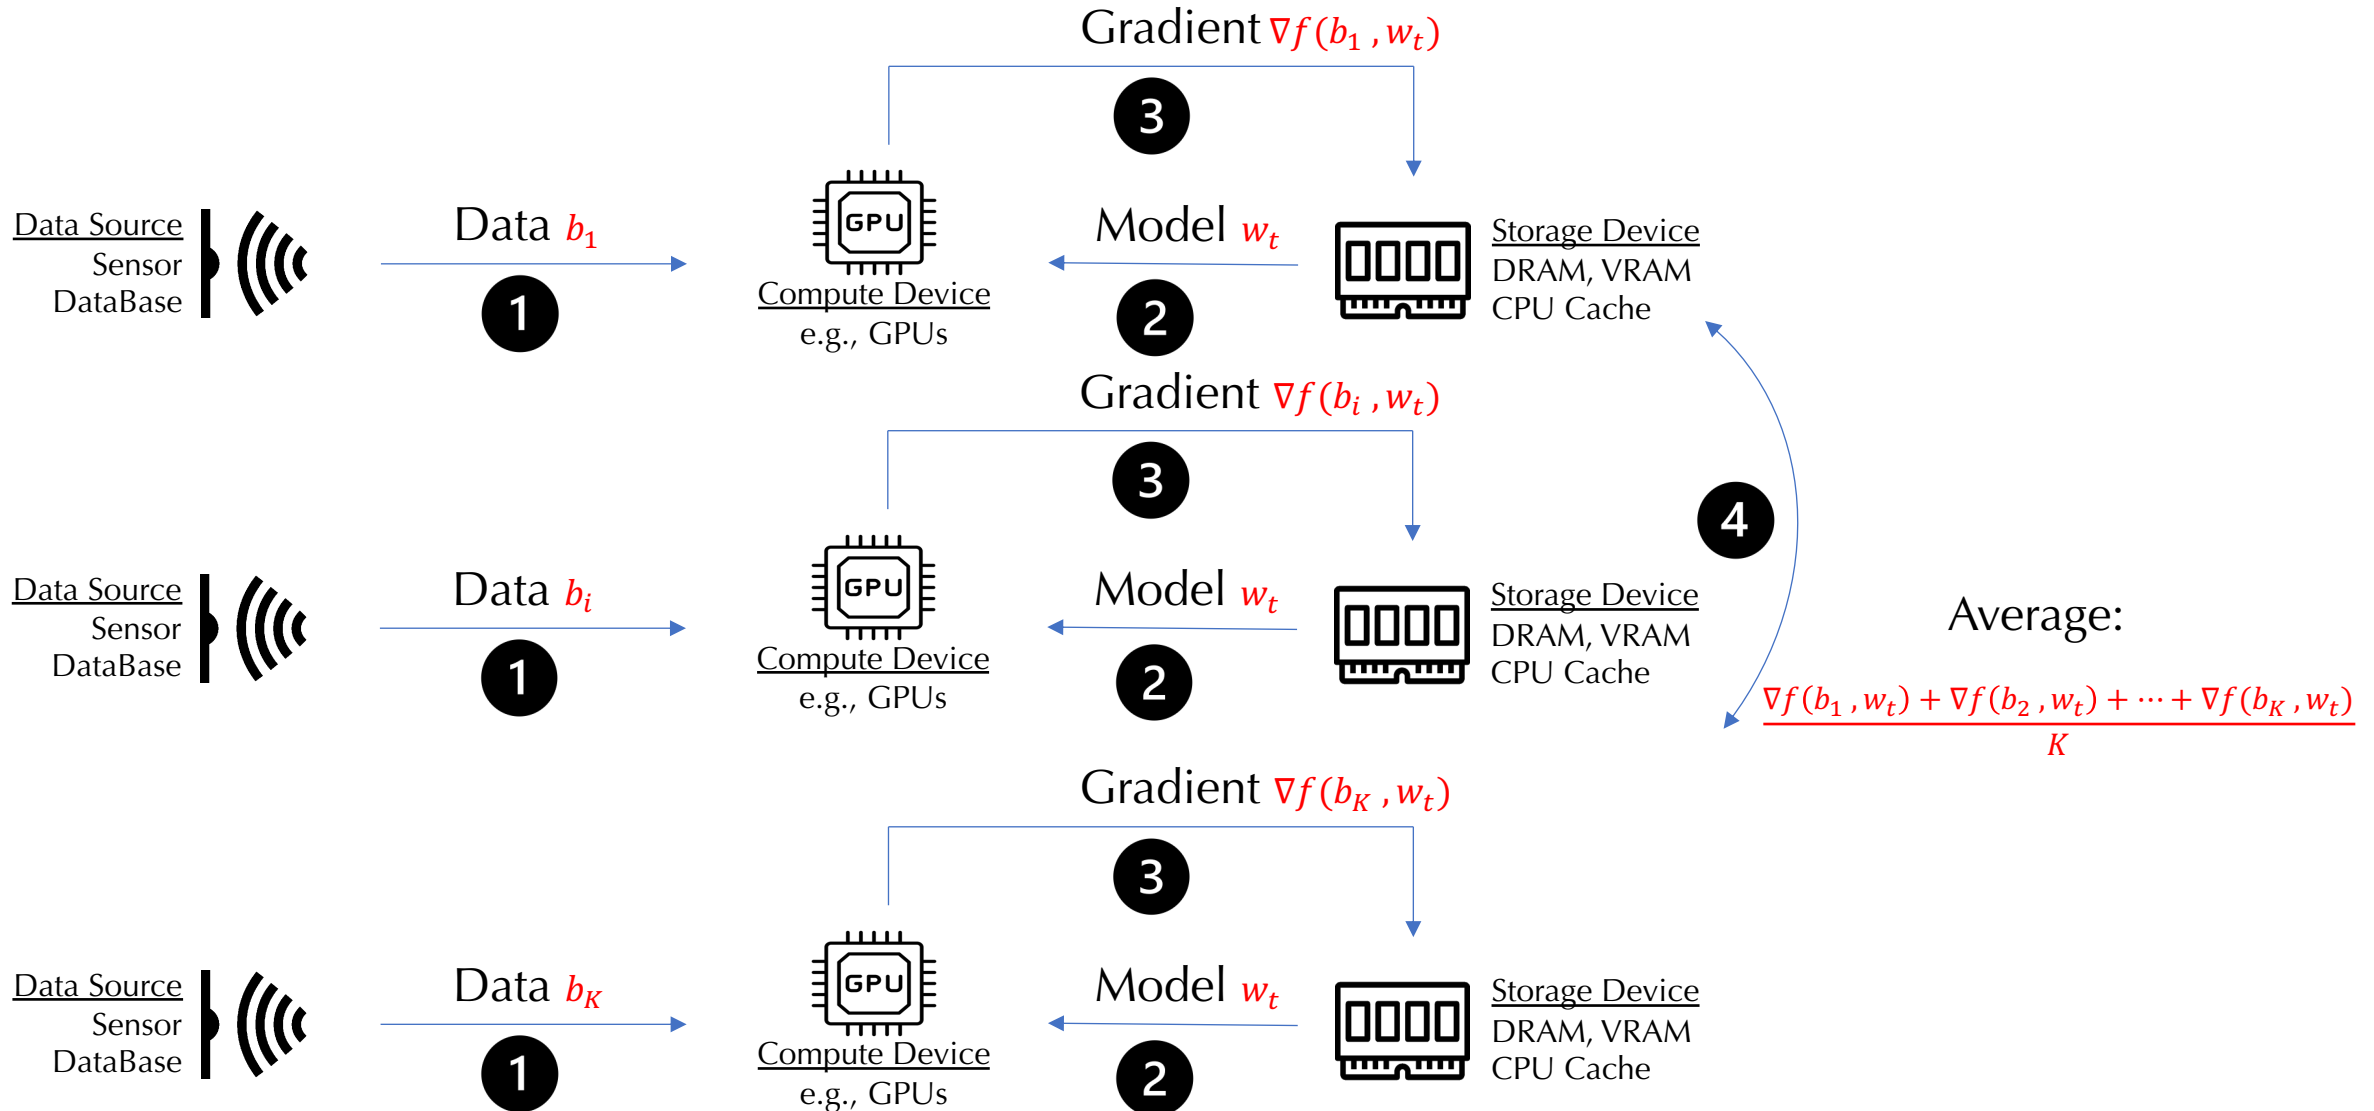 Gradient ∇f(b₁, wₜ)
3
Data Source
Sensor
DataBase
Data b₁
1
GPU
Compute Device
e.g., GPUs
Model wₜ
2
Storage Device
DRAM, VRAM
CPU Cache
Gradient ∇f(bᵢ, wₜ)
3
4
Data Source
Sensor
DataBase
Data bᵢ
1
GPU
Compute Device
e.g., GPUs
Model wₜ
2
Storage Device
DRAM, VRAM
CPU Cache
Average:
∇f(b₁, wₜ) + ∇f(b₂, wₜ) + ⋯ + ∇f(b_K, wₜ)
K
Gradient ∇f(b_K, wₜ)
3
Data Source
Sensor
DataBase
Data b_K
1
GPU
Compute Device
e.g., GPUs
Model wₜ
2
Storage Device
DRAM, VRAM
CPU Cache